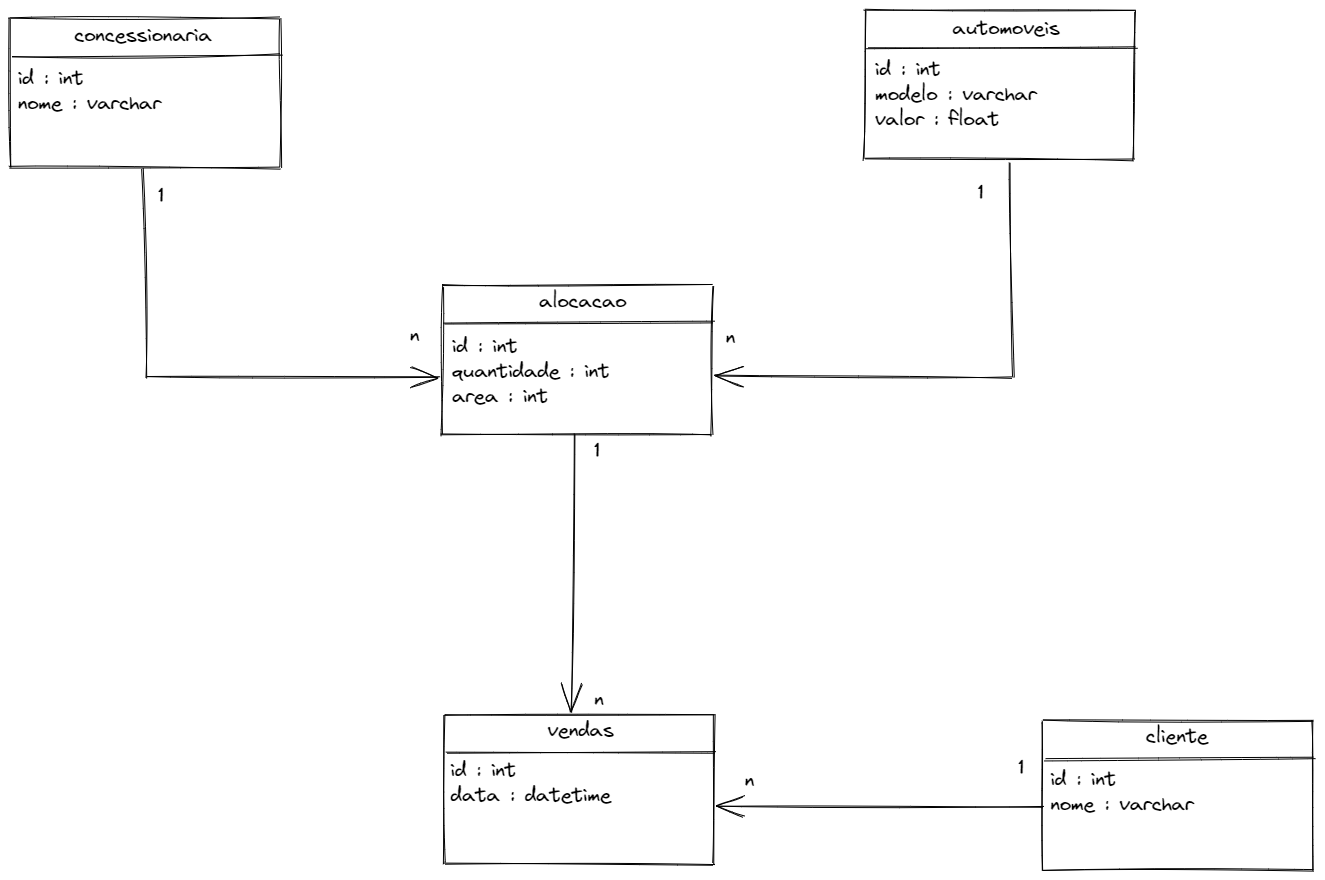 concessionaria
id : int
nome : varchar
1
automoveis
id : int
modelo : varchar
valor : float
1
n
alocacao
id : int
quantidade : int
area : int
n
1
n
vendas
id : int
data : datetime
n
1
cliente
id : int
nome : varchar